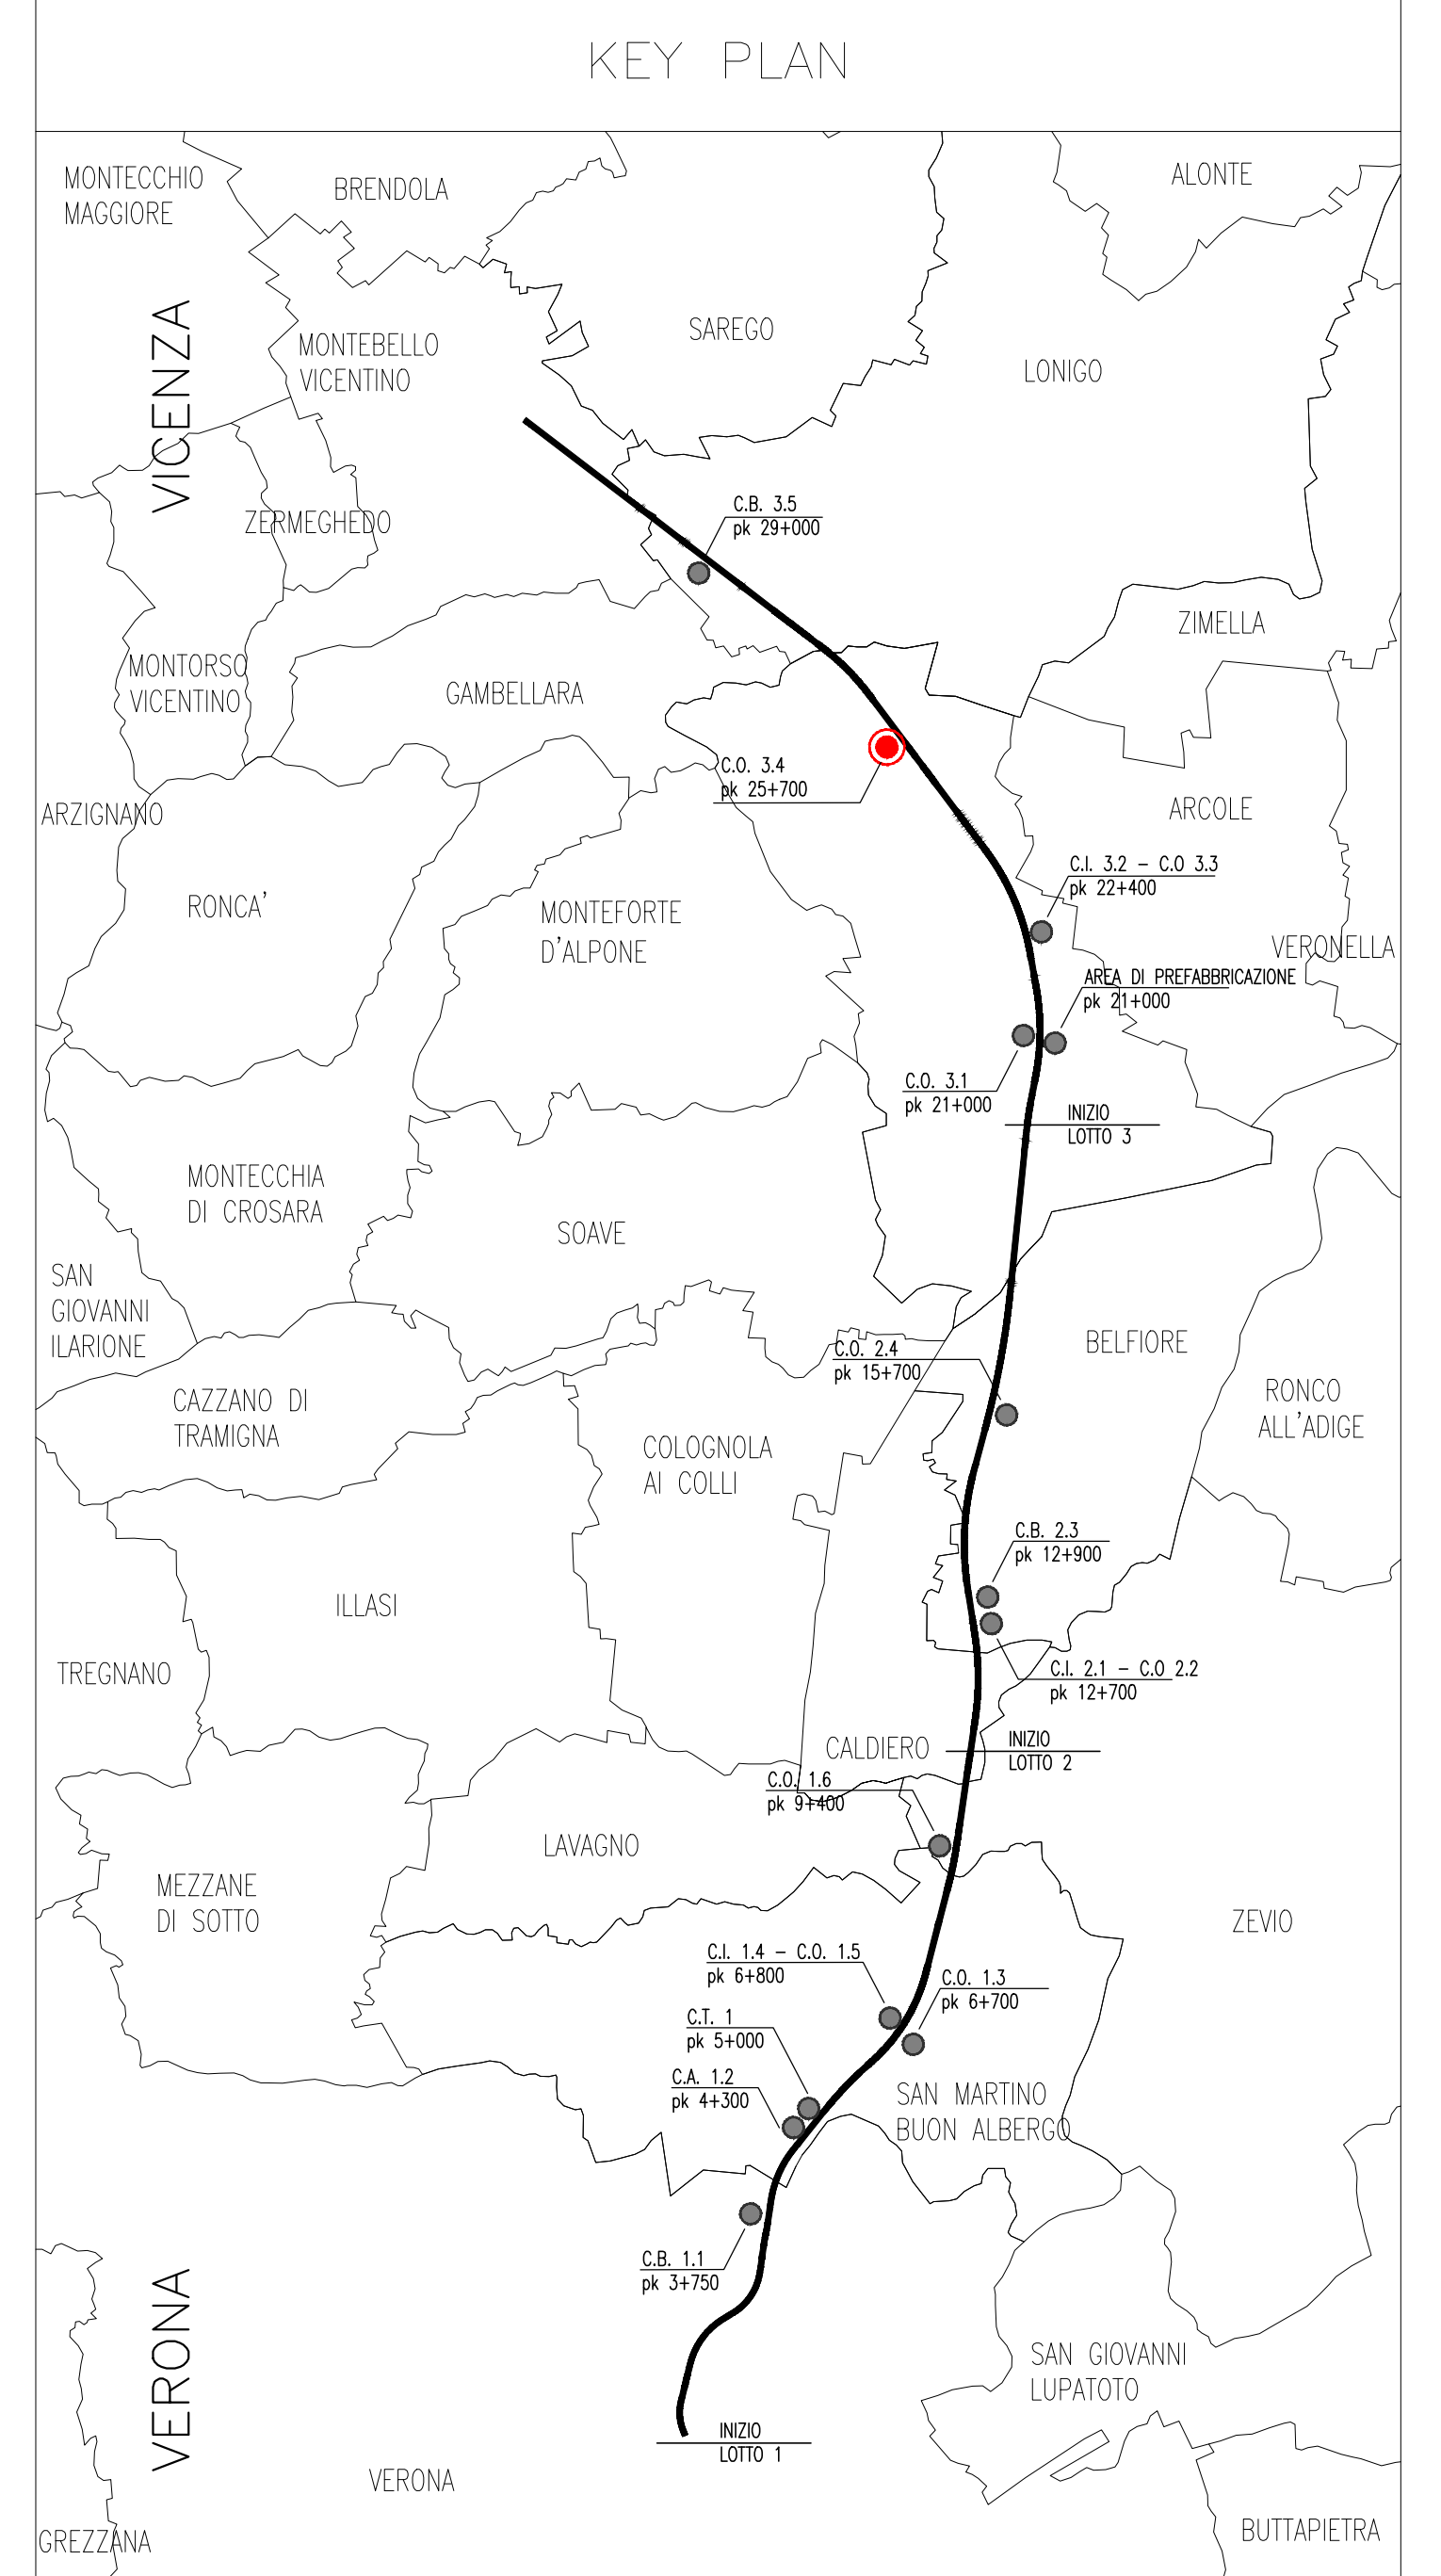 KEY PLAN
MONTECCHIO
MAGGIORE
BRENDOLA
ALONTE
VICENZA
MONTEBELLO
VICENTINO
SAREGO
LONIGO
ZERMEGHEDO
C.B. 3.5
pk 29+000
ZIMELLA
MONTORSO
VICENTINO
GAMBELLARA
C.O. 3.4
pk 25+700
ARZIGNANO
ARCOLE
C.I. 3.2 - C.O 3.3
pk 22+400
RONCA'
MONTEFORTE
D'ALPONE
VERONELLA
AREA DI PREFABBRICAZIONE
pk 21+000
C.O. 3.1
pk 21+000
INIZIO
LOTTO 3
MONTECCHIA
DI CROSARA
SOAVE
SAN
GIOVANNI
ILARIONE
BELFIORE
C.O. 2.4
pk 15+700
CAZZANO DI
TRAMIGNA
RONCO
ALL'ADIGE
COLOGNOLA
AI COLLI
C.B. 2.3
pk 12+900
ILLASI
TREGNANO
C.I. 2.1 - C.O 2.2
pk 12+700
CALDIERO
INIZIO
LOTTO 2
C.O. 1.6
pk 9+400
LAVAGNO
MEZZANE
DI SOTTO
ZEVIO
C.I. 1.4 - C.O. 1.5
pk 6+800
C.O. 1.3
pk 6+700
C.T. 1
pk 5+000
C.A. 1.2
pk 4+300
SAN MARTINO
BUON ALBERGO
C.B. 1.1
pk 3+750
VERONA
SAN GIOVANNI
LUPATOTO
INIZIO
LOTTO 1
VERONA
GREZZANA
BUTTAPIETRA